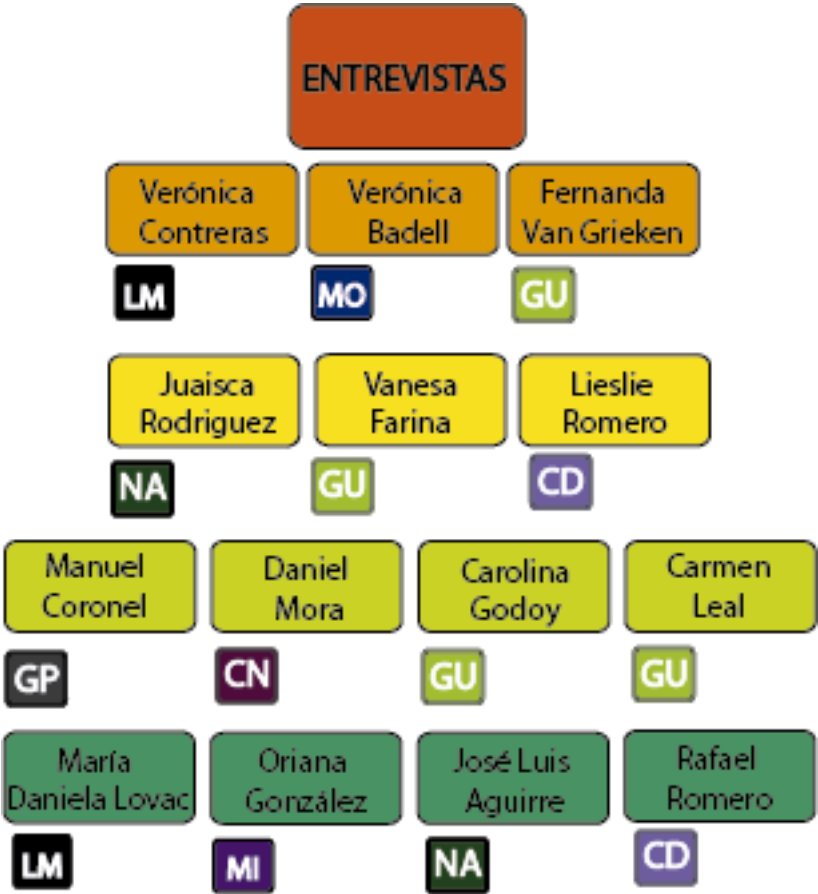 ENTREVISTAS
Verónica
Contreras
Verónica
Badell
Fernanda
Van Grieken
LM
MO
GU
Juaisca
Rodriguez
Vanesa
Farina
Lieslie
Romero
NA
GU
CD
Manuel
Coronel
Daniel
Mora
Carolina
Godoy
Carmen
Leal
GP
CN
GU
GU
María
Daniela Lovac
Oriana
González
José Luis
Aguirre
Rafael
Romero
LM
MI
NA
CD